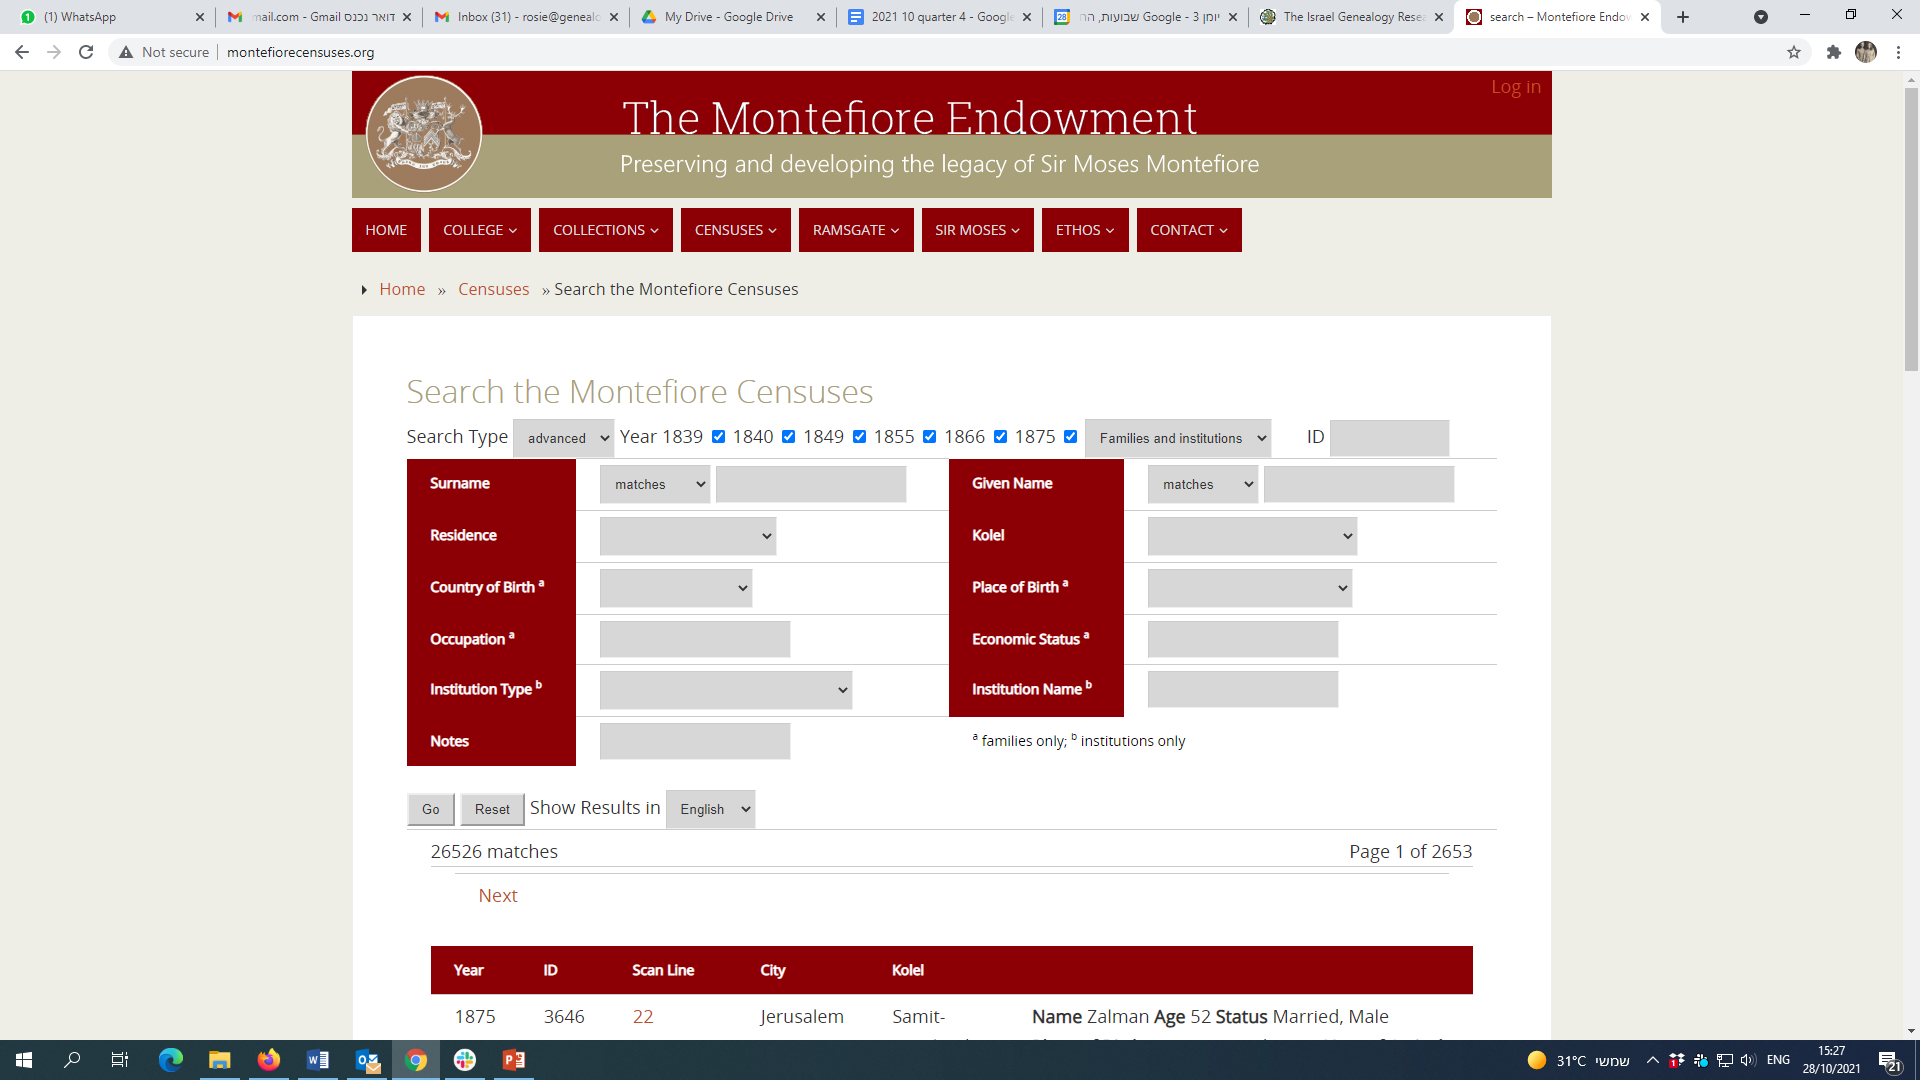 (1) WhatsApp
mail.com - Gmail דואר נכנס
Inbox (31) - rosie@genealo
My Drive - Google Drive
2021 10 quarter 4 - Google
יומן Google - שבועות, הח 3
The Israel Genealogy Resea
search – Montefiore Endow
Not secure
montefiorecensuses.org
Log in
The Montefiore Endowment
Preserving and developing the legacy of Sir Moses Montefiore
HOME COLLEGE COLLECTIONS CENSUSES RAMSGATE SIR MOSES ETHOS CONTACT
Home » Censuses » Search the Montefiore Censuses
Search the Montefiore Censuses
Search Type advanced Year 1839 1840 1849 1855 1866 1875 Families and institutions ID
Surname matches Given Name matches
Residence Kolel
Country of Birth a Place of Birth a
Occupation a Economic Status a
Institution Type b Institution Name b
Notes a families only; b institutions only
Go Reset Show Results in English
26526 matches Page 1 of 2653
Next
Year ID Scan Line City Kolel
1875 3646 22 Jerusalem Samit- Name Zalman Age 52 Status Married, Male
31°C שמשי ENG 15:27
28/10/2021 21